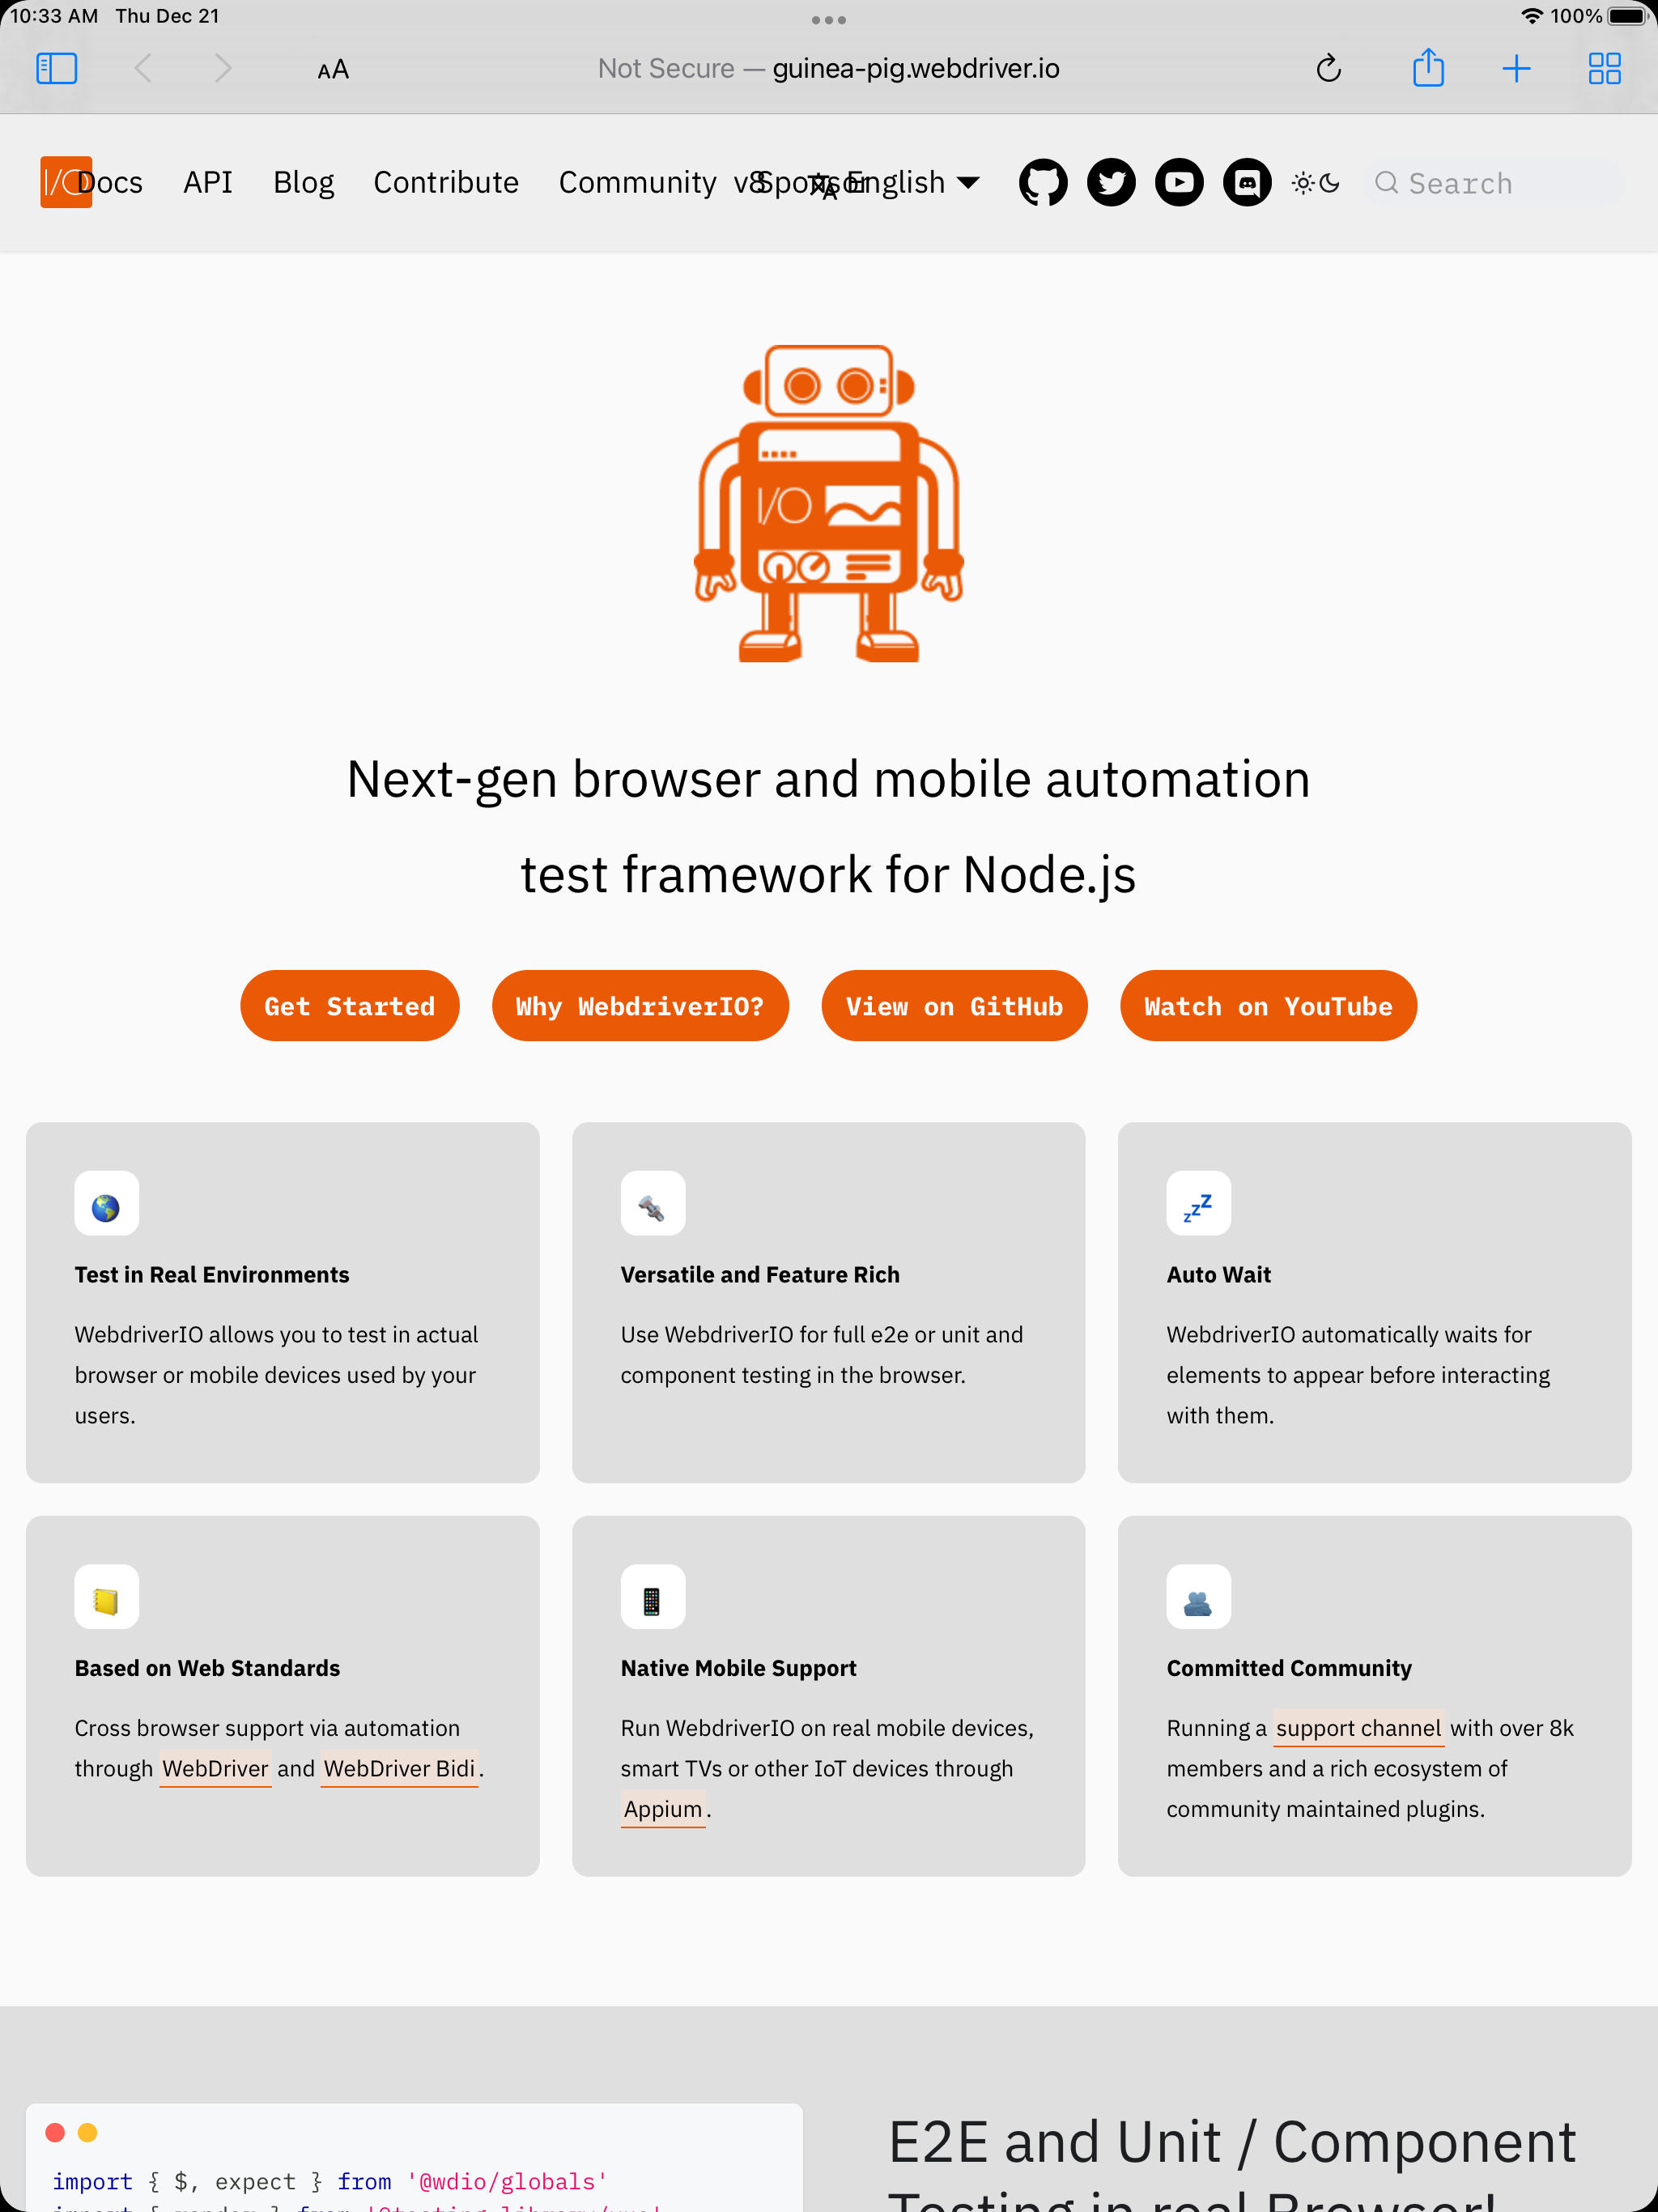 10:33 AM Thu Dec 21
100%
AA
Not Secure — guinea-pig.webdriver.io
I/O Docs API Blog Contribute Community v8 Sponsor English
Search
I/O
Next-gen browser and mobile automation
test framework for Node.js
Get Started
Why WebdriverIO?
View on GitHub
Watch on YouTube
Test in Real Environments
WebdriverIO allows you to test in actual
browser or mobile devices used by your
users.
Versatile and Feature Rich
Use WebdriverIO for full e2e or unit and
component testing in the browser.
zzz
Auto Wait
WebdriverIO automatically waits for
elements to appear before interacting
with them.
Based on Web Standards
Cross browser support via automation
through WebDriver and WebDriver Bidi.
Native Mobile Support
Run WebdriverIO on real mobile devices,
smart TVs or other IoT devices through
Appium.
Committed Community
Running a support channel with over 8k
members and a rich ecosystem of
community maintained plugins.
import { $, expect } from '@wdio/globals'
E2E and Unit / Component
Testing in real Browser!